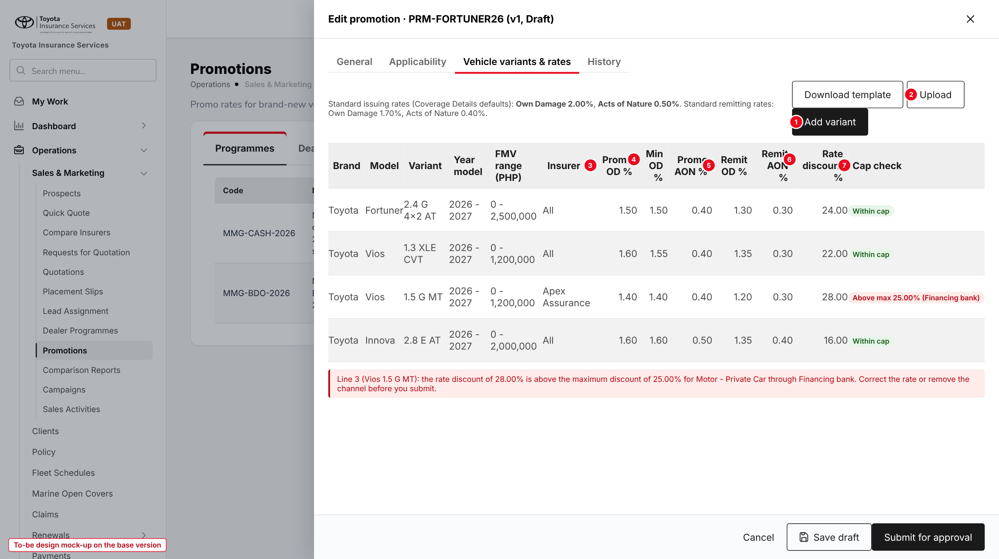 Toyota
Insurance Services
UAT
Toyota Insurance Services
Search menu...
My Work
Dashboard
Operations
Sales & Marketing
Prospects
Quick Quote
Compare Insurers
Requests for Quotation
Quotations
Placement Slips
Lead Assignment
Dealer Programmes
Promotions
Comparison Reports
Campaigns
Sales Activities
Clients
Policy
Fleet Schedules
Marine Open Covers
Claims
Renewals
To-be design mock-up on the base version
Payments
Promotions
Operations • Sales & Marketing
Promo rates for brand-new
Programmes
Code
MMG-CASH-2026
MMG-BDO-2026
Edit promotion · PRM-FORTUNER26 (v1, Draft)
General Applicability Vehicle variants & rates History
Standard issuing rates (Coverage Details defaults): Own Damage 2.00%, Acts of Nature 0.50%. Standard remitting rates:
Own Damage 1.70%, Acts of Nature 0.40%.
Download template 2 Upload
1 Add variant
Brand Model Variant Year model FMV range (PHP) Insurer 3 Prom 4 OD % Min OD % Promo AON % 5 Remit OD % Remit AON % 6 Rate discoun 7 % Cap check
Toyota Fortuner 2.4 G 4×2 AT 2026 - 2027 0 - 2,500,000 All 1.50 1.50 0.40 1.30 0.30 24.00 Within cap
Toyota Vios 1.3 XLE CVT 2026 - 2027 0 - 1,200,000 All 1.60 1.55 0.40 1.35 0.30 22.00 Within cap
Toyota Vios 1.5 G MT 2026 - 2027 0 - 1,200,000 Apex Assurance 1.40 1.40 0.40 1.20 0.30 28.00 Above max 25.00% (Financing bank)
Toyota Innova 2.8 E AT 2026 - 2027 0 - 2,000,000 All 1.60 1.60 0.50 1.35 0.40 16.00 Within cap
Line 3 (Vios 1.5 G MT): the rate discount of 28.00% is above the maximum discount of 25.00% for Motor - Private Car through Financing bank. Correct the rate or remove the
channel before you submit.
Cancel Save draft Submit for approval